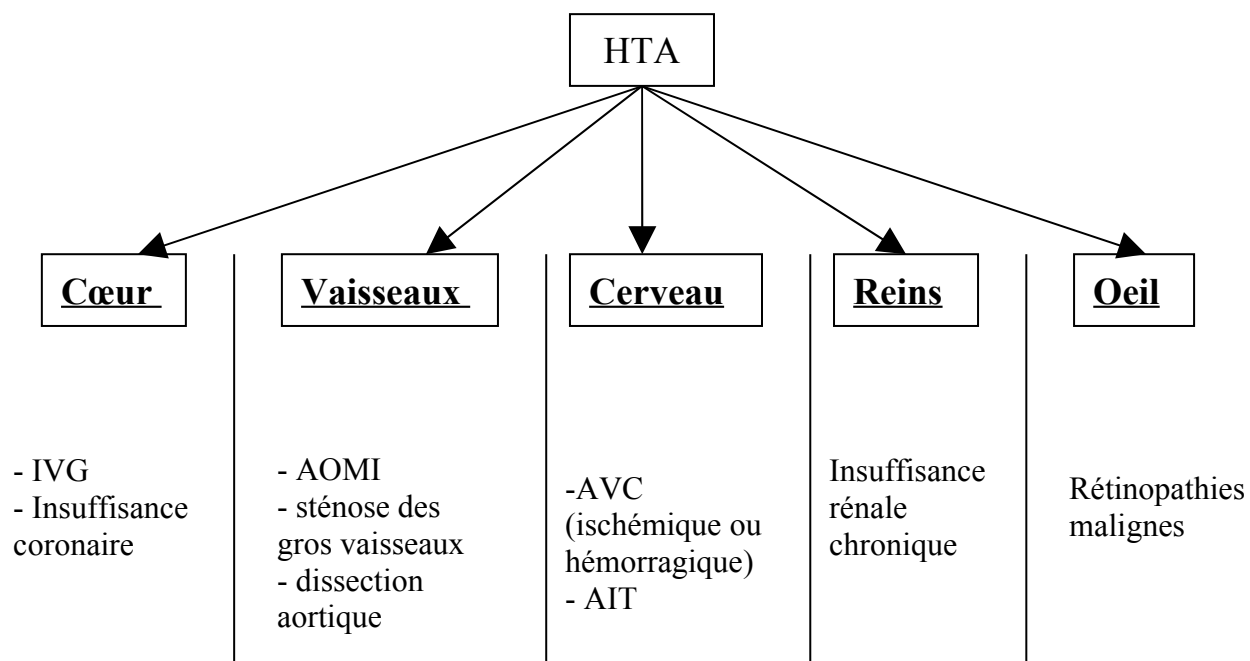 HTA
Cœur
Vaisseaux
Cerveau
Reins
Oeil
- IVG
- Insuffisance
coronaire
- AOMI
- sténose des
gros vaisseaux
- dissection
aortique
-AVC
(ischémique ou
hémorragique)
- AIT
Insuffisance
rénale
chronique
Rétinopathies
malignes